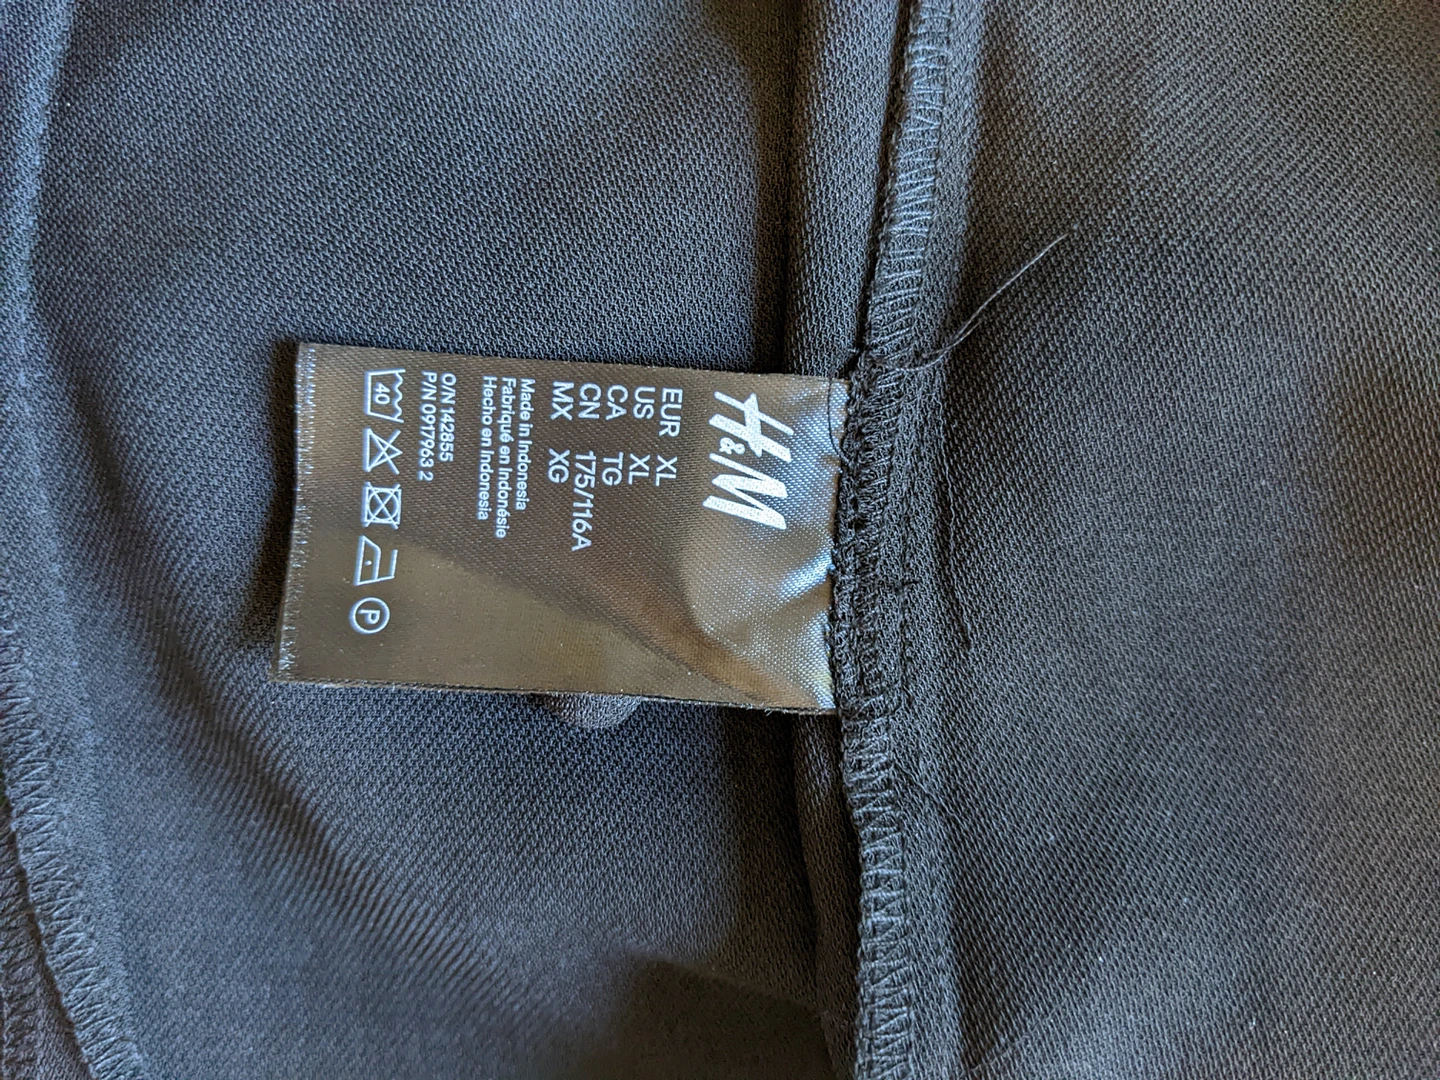 H&M
EUR XL
US XL
CA TG
CN 175/116A
MX XG
Made in Indonesia
Fabriqué en Indonésie
Hecho en Indonesia
O/N 142855
P/N 0917963 2
40 P